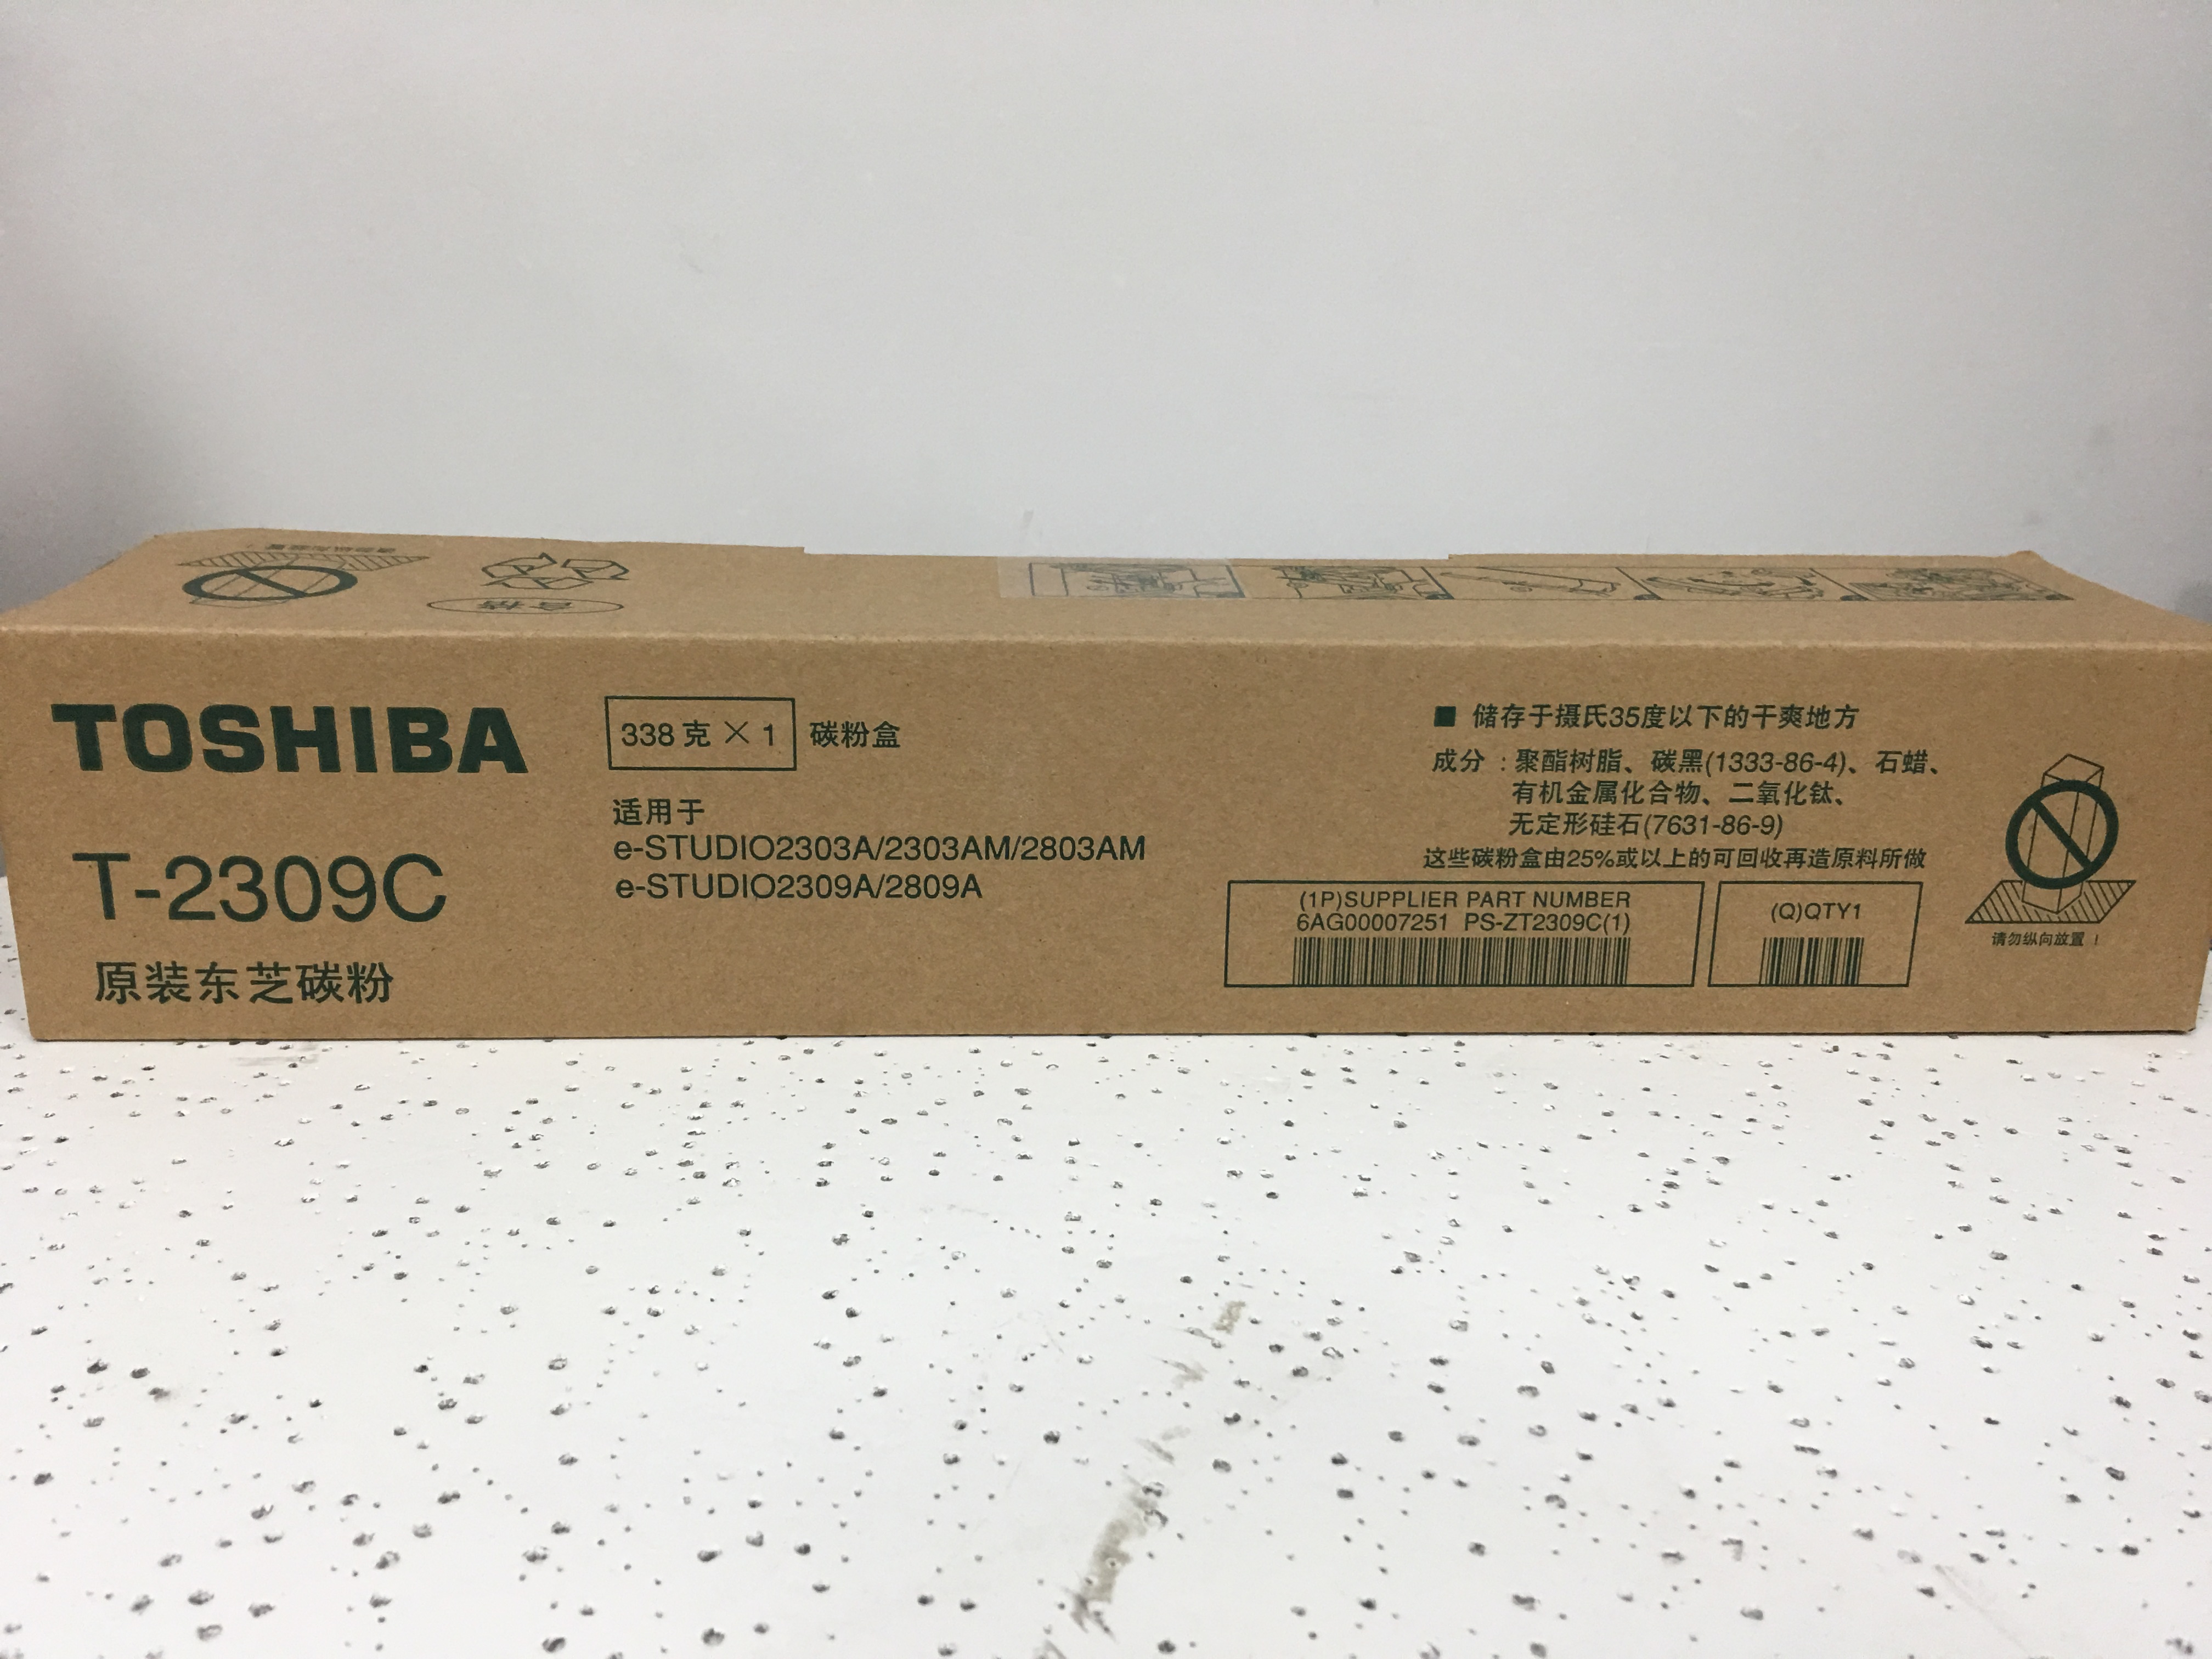 合格
TOSHIBA
T-2309C
原装东芝碳粉
338 克 × 1 碳粉盒
适用于
e-STUDIO2303A/2303AM/2803AM
e-STUDIO2309A/2809A
■ 储存于摄氏35度以下的干爽地方
成分：聚酯树脂、碳黑(1333-86-4)、石蜡、
有机金属化合物、二氧化钛、
无定形硅石(7631-86-9)
这些碳粉盒由25%或以上的可回收再造原料所做
(1P)SUPPLIER PART NUMBER
6AG00007251 PS-ZT2309C(1)
(Q)QTY1
请勿纵向放置！